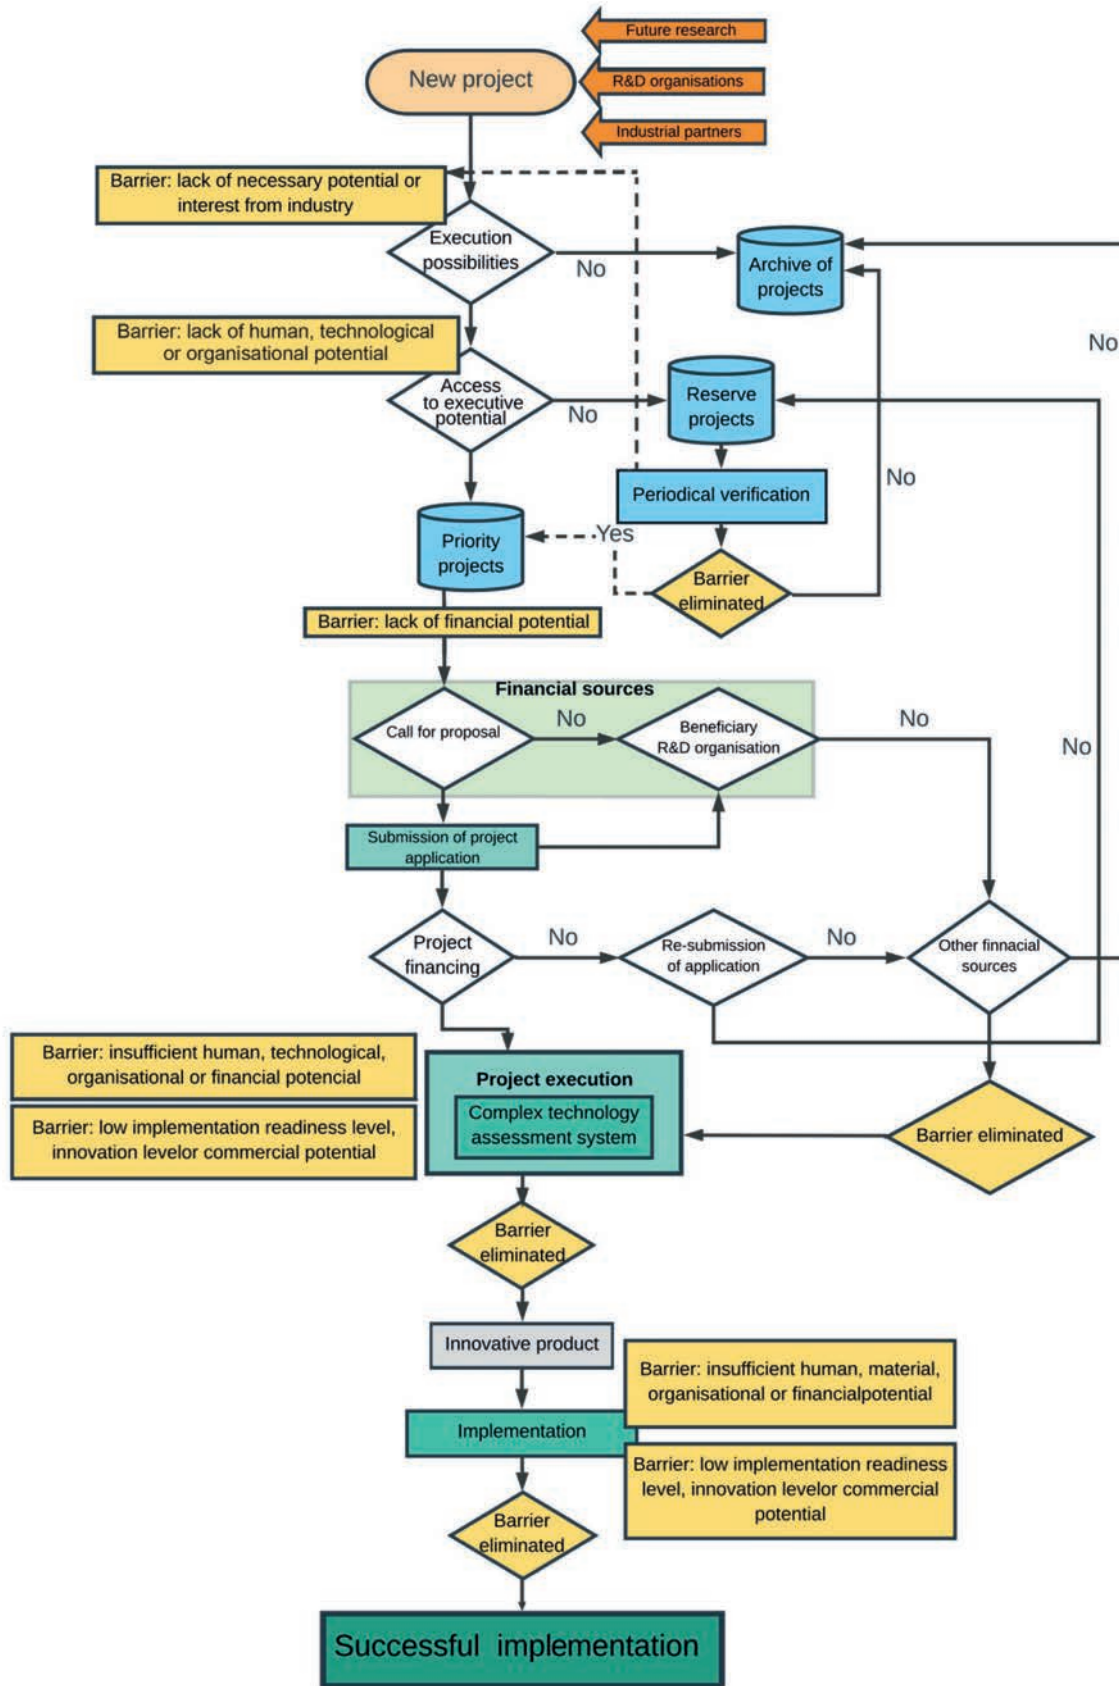 Future research
New project
R&D organisations
Industrial partners
Barrier: lack of necessary potential or
interest from industry
Execution
possibilities
No
Archive of
projects
No
Barrier: lack of human, technological
or organisational potential
Access
to executive
potential
No
Reserve
projects
No
Periodical verification
Priority
projects
Yes
Barrier
eliminated
Barrier: lack of financial potential
Financial sources
Call for proposal
No
Beneficiary
R&D organisation
No
No
Submission of project
application
Project
financing
No
Re-submission
of application
No
Other finnacial
sources
Barrier: insufficient human, technological,
organisational or financial potencial
Project execution
Complex technology
assessment system
Barrier: low implementation readiness level,
innovation levelor commercial potential
Barrier eliminated
Barrier
eliminated
Innovative product
Barrier: insufficient human, material,
organisational or financialpotential
Implementation
Barrier: low implementation readiness
level, innovation levelor commercial
potential
Barrier
eliminated
Successful implementation